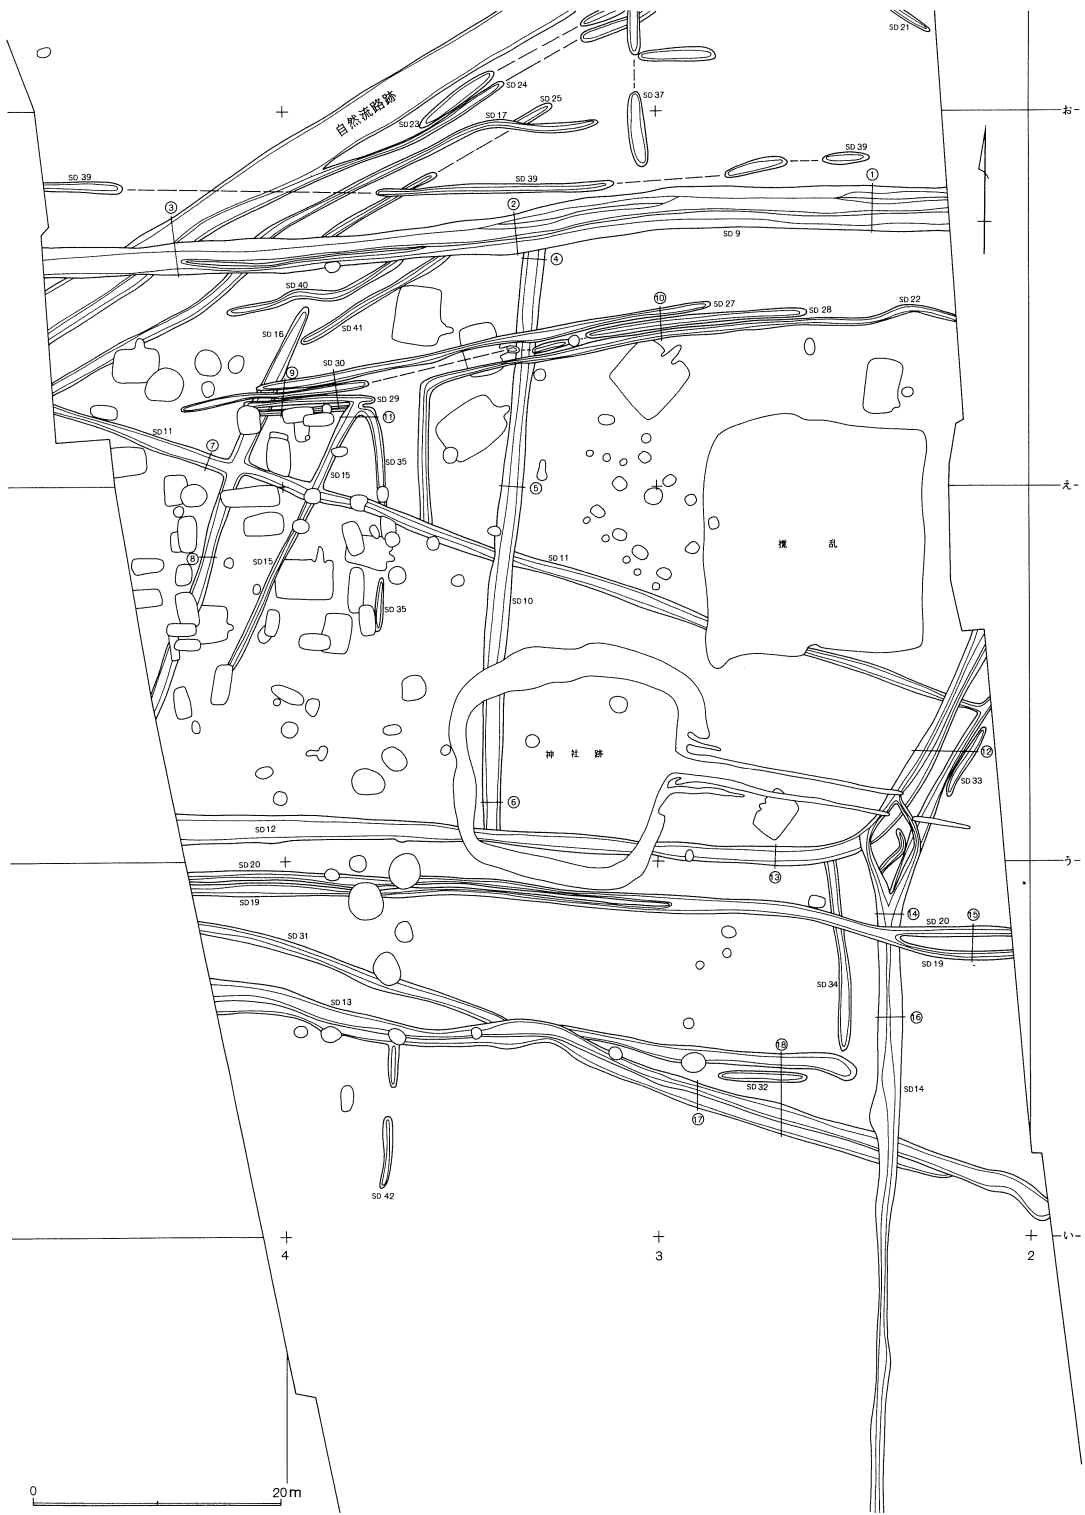 SD 21
SD 24
自然流路跡
SD 23
SD 17
SD 25
SD 37
お
SD 39
SD 39
SD 39
①
②
③
SD 9
④
SD 40
SD 41
SD 16
⑩
SD 27
SD 28
SD 22
SD 30
⑨
SD 29
⑪
SD 11
⑦
SD 35
SD 15
⑤
え
攪 乱
⑧
SD 15
SD 11
SD 35
SD 10
神 社 跡
⑫
SD 33
⑥
SD 12
う
SD 20
SD 19
⑬
⑭
⑮
SD 20
SD 19
SD 31
SD 34
SD 13
⑯
⑱
SD 32
SD 14
⑰
SD 42
い
4
3
2
0
20 m